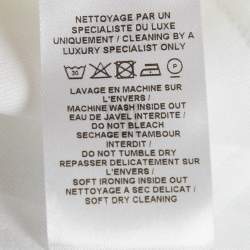 NETTOYAGE PAR UN
SPECIALISTE DU LUXE
UNIQUEMENT / CLEANING BY A
LUXURY SPECIALIST ONLY
30 P
LAVAGE EN MACHINE SUR
L'ENVERS /
MACHINE WASH INSIDE OUT
EAU DE JAVEL INTERDITE /
DO NOT BLEACH
SECHAGE EN TAMBOUR
INTERDIT /
DO NOT TUMBLE DRY
REPASSER DELICATEMENT SUR
L'ENVERS /
SOFT IRONING INSIDE OUT
NETTOYAGE A SEC DELICAT /
SOFT DRY CLEANING